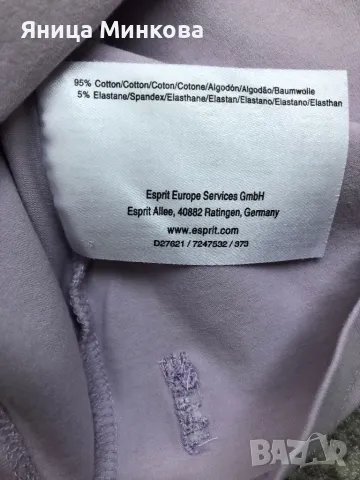 Яница Минкова
95% Cotton/Cotton/Coton/Cotone/Algodón/Algodão/Baumwolle
5% Elastane/Spandex/Elasthane/Elastan/Elastano/Elastano/Elasthan
Esprit Europe Services GmbH
Esprit Allee, 40882 Ratingen, Germany
www.esprit.com
D27621 / 7247532 / 373
BAZAR